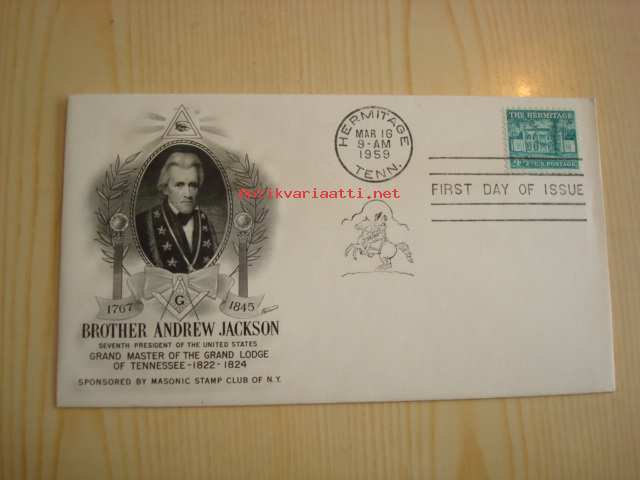 HERMITAGE
MAR 16
9-AM
1959
TENN.
THE HERMITAGE
U.S. POSTAGE
FIRST DAY OF ISSUE
Antikvariaatti.net
G
1767 1845
BROTHER ANDREW JACKSON
SEVENTH PRESIDENT OF THE UNITED STATES
GRAND MASTER OF THE GRAND LODGE
OF TENNESSEE-1822-1824
SPONSORED BY MASONIC STAMP CLUB OF N.Y.